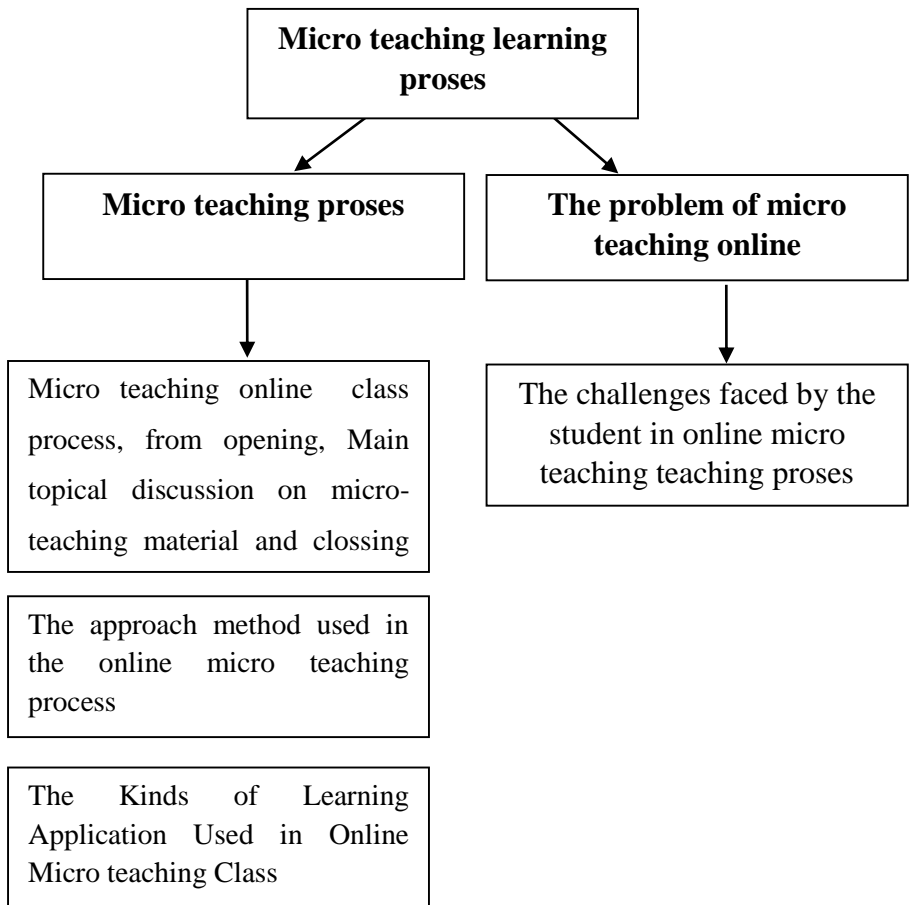 Micro teaching learning
proses
Micro teaching proses
The problem of micro
teaching online
Micro teaching online class
process, from opening, Main
topical discussion on micro-
teaching material and clossing
The challenges faced by the
student in online micro
teaching teaching proses
The approach method used in
the online micro teaching
process
The Kinds of Learning
Application Used in Online
Micro teaching Class